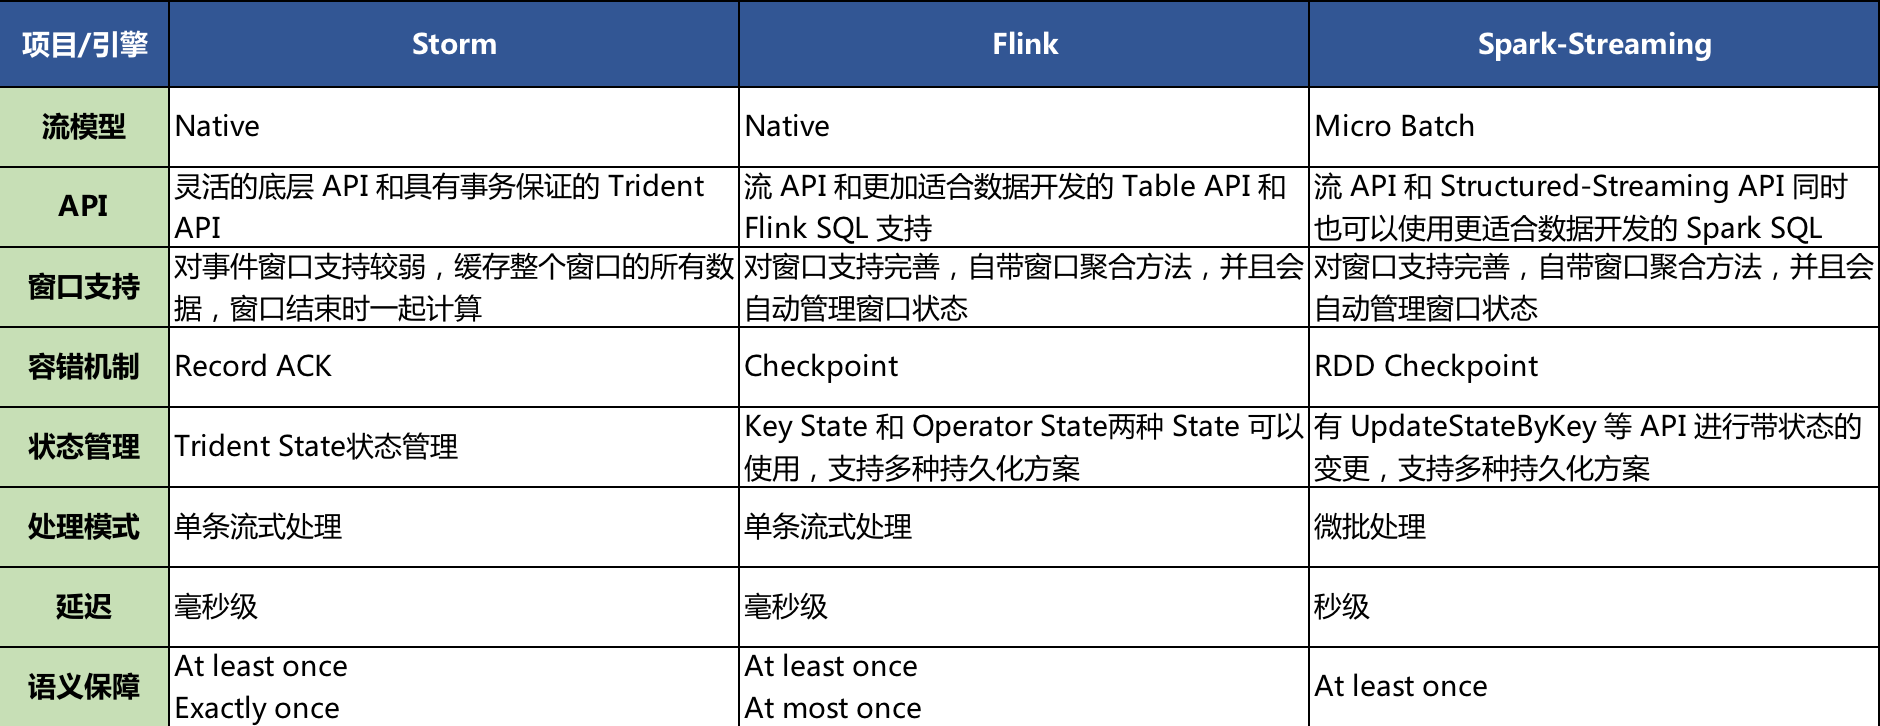 项目/引擎 Storm Flink Spark-Streaming
流模型 Native Native Micro Batch
API
灵活的底层 API 和具有事务保证的 Trident
API
流 API 和更加适合数据开发的 Table API 和
Flink SQL 支持
流 API 和 Structured-Streaming API 同时
也可以使用更适合数据开发的 Spark SQL
窗口支持
对事件窗口支持较弱，缓存整个窗口的所有数
据，窗口结束时一起计算
对窗口支持完善，自带窗口聚合方法，并且会
自动管理窗口状态
对窗口支持完善，自带窗口聚合方法，并且会
自动管理窗口状态
容错机制 Record ACK Checkpoint RDD Checkpoint
状态管理
Trident State状态管理
Key State 和 Operator State两种 State 可以
使用，支持多种持久化方案
有 UpdateStateByKey 等 API 进行带状态的
变更，支持多种持久化方案
处理模式 单条流式处理 单条流式处理 微批处理
延迟 毫秒级 毫秒级 秒级
语义保障
At least once
Exactly once
At least once
At most once
At least once